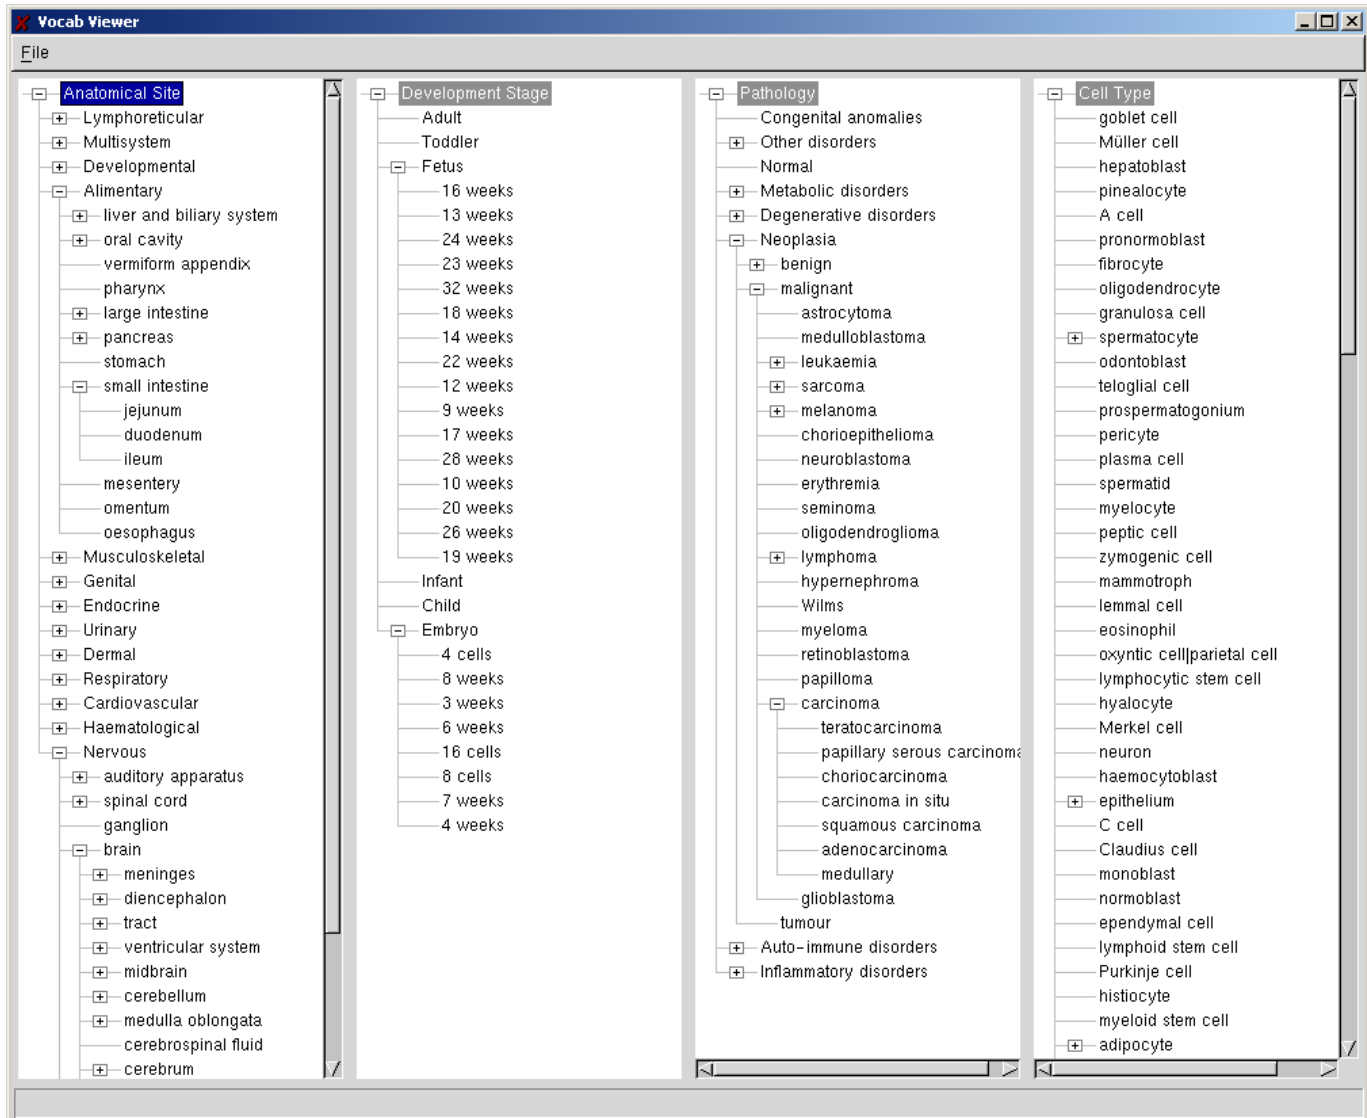 Vocab Viewer
File
Anatomical Site
Lymphoreticular
Multisystem
Developmental
Alimentary
liver and biliary system
oral cavity
vermiform appendix
pharynx
large intestine
pancreas
stomach
small intestine
jejunum
duodenum
ileum
mesentery
omentum
oesophagus
Musculoskeletal
Genital
Endocrine
Urinary
Dermal
Respiratory
Cardiovascular
Haematological
Nervous
auditory apparatus
spinal cord
ganglion
brain
meninges
diencephalon
tract
ventricular system
midbrain
cerebellum
medulla oblongata
cerebrospinal fluid
cerebrum
Development Stage
Adult
Toddler
Fetus
16 weeks
13 weeks
24 weeks
23 weeks
32 weeks
18 weeks
14 weeks
22 weeks
12 weeks
9 weeks
17 weeks
28 weeks
10 weeks
20 weeks
26 weeks
19 weeks
Infant
Child
Embryo
4 cells
8 weeks
3 weeks
6 weeks
16 cells
8 cells
7 weeks
4 weeks
Pathology
Congenital anomalies
Other disorders
Normal
Metabolic disorders
Degenerative disorders
Neoplasia
benign
malignant
astrocytoma
medulloblastoma
leukaemia
sarcoma
melanoma
chorioepithelioma
neuroblastoma
erythremia
seminoma
oligodendroglioma
lymphoma
hypernephroma
Wilms
myeloma
retinoblastoma
papilloma
carcinoma
teratocarcinoma
papillary serous carcinoma
choriocarcinoma
carcinoma in situ
squamous carcinoma
adenocarcinoma
medullary
glioblastoma
tumour
Auto-immune disorders
Inflammatory disorders
Cell Type
goblet cell
Müller cell
hepatoblast
pinealocyte
A cell
pronormoblast
fibrocyte
oligodendrocyte
granulosa cell
spermatocyte
odontoblast
teloglial cell
prospermatogonium
pericyte
plasma cell
spermatid
myelocyte
peptic cell
zymogenic cell
mammotroph
lemmal cell
eosinophil
oxyntic cell|parietal cell
lymphocytic stem cell
hyalocyte
Merkel cell
neuron
haemocytoblast
epithelium
C cell
Claudius cell
monoblast
normoblast
ependymal cell
lymphoid stem cell
Purkinje cell
histiocyte
myeloid stem cell
adipocyte